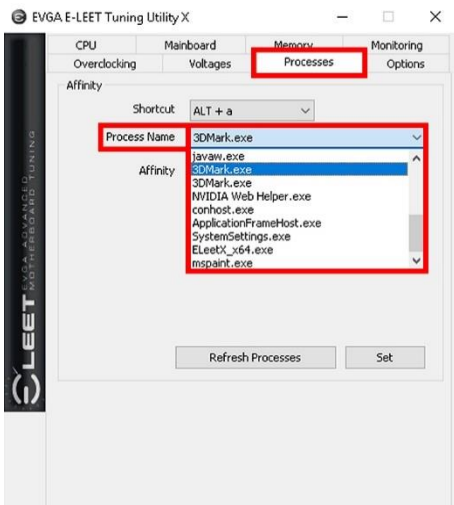 EVGA E-LEET Tuning Utility X
CPU Mainboard Memory Monitoring
Overclocking Voltages Processes Options
Affinity
Shortcut ALT + a
Process Name 3DMark.exe
javaw.exe
3DMark.exe
Affinity 3DMark.exe
NVIDIA Web Helper.exe
conhost.exe
ApplicationFrameHost.exe
SystemSettings.exe
ELeetX_x64.exe
mspaint.exe
Refresh Processes Set
E-LEET EVGA ADVANCED
MOTHERBOARD TUNING